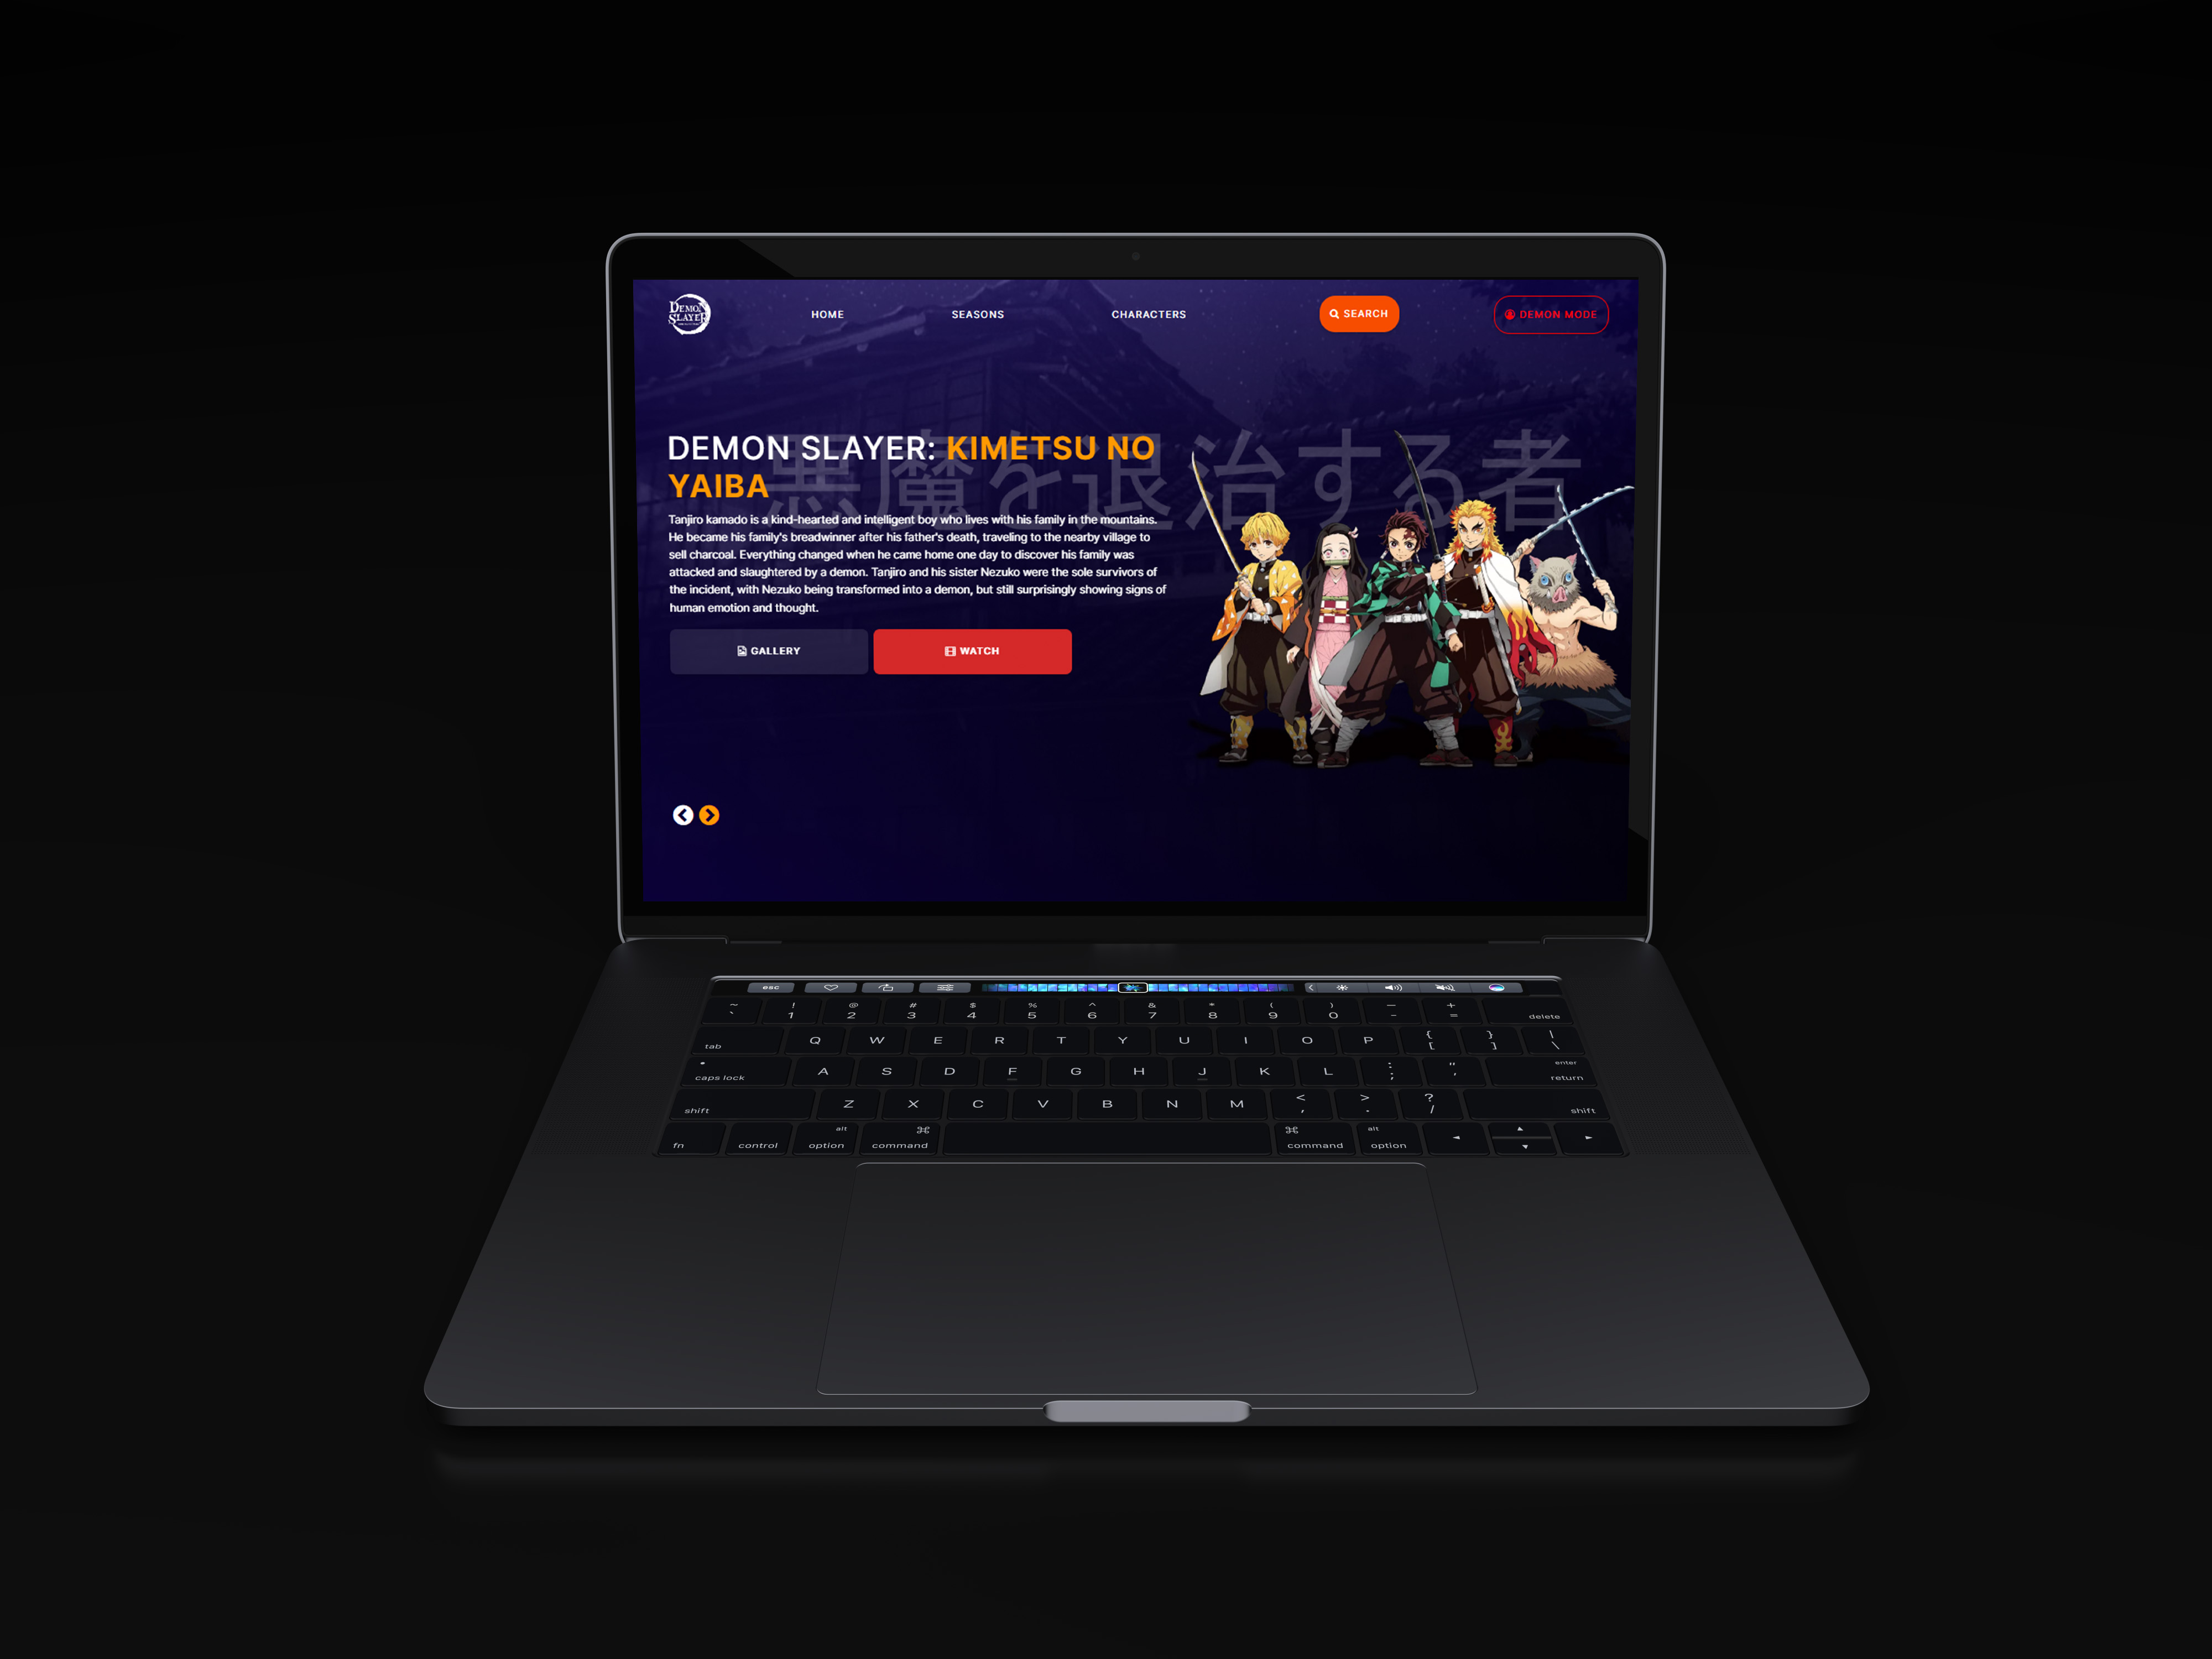 DEMON
SLAYER
HOME
SEASONS
CHARACTERS
SEARCH
DEMON MODE
悪魔を退治する者
DEMON SLAYER: KIMETSU NO
YAIBA
Tanjiro kamado is a kind-hearted and intelligent boy who lives with his family in the mountains.
He became his family's breadwinner after his father's death, traveling to the nearby village to
sell charcoal. Everything changed when he came home one day to discover his family was
attacked and slaughtered by a demon. Tanjiro and his sister Nezuko were the sole survivors of
the incident, with Nezuko being transformed into a demon, but still surprisingly showing signs of
human emotion and thought.
GALLERY
WATCH
esc
~ ! @ # $ % ^ & * ( ) — +
` 1 2 3 4 5 6 7 8 9 0 - = delete
tab Q W E R T Y U I O P { [ } ] | \
caps lock A S D F G H J K L : ; " ' enter return
shift Z X C V B N M < , > . ? / shift
fn control alt option ⌘ command ⌘ command alt option ◄ ▲ ▼ ►